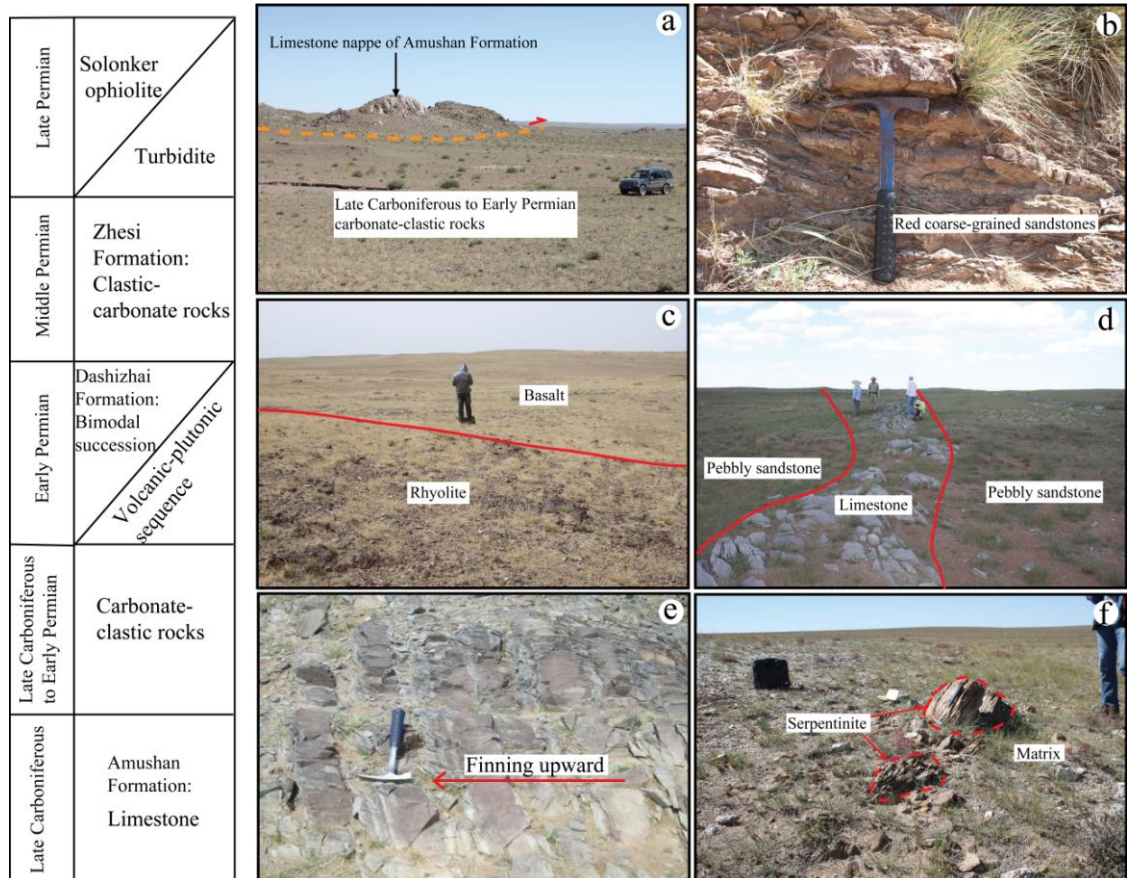 Late Permian
Solonker
ophiolite
Turbidite
Middle Permian
Zhesi
Formation:
Clastic-
carbonate rocks
Early Permian
Dashizhai
Formation:
Bimodal
succession
Volcanic-plutonic
sequence
Late Carboniferous
to Early Permian
Carbonate-
clastic rocks
Late Carboniferous
Amushan
Formation:
Limestone
a
Limestone nappe of Amushan Formation
Late Carboniferous to Early Permian
carbonate-clastic rocks
b
Red coarse-grained sandstones
c
Basalt
Rhyolite
d
Pebbly sandstone
Limestone
Pebbly sandstone
e
Finning upward
f
Serpentinite
Matrix